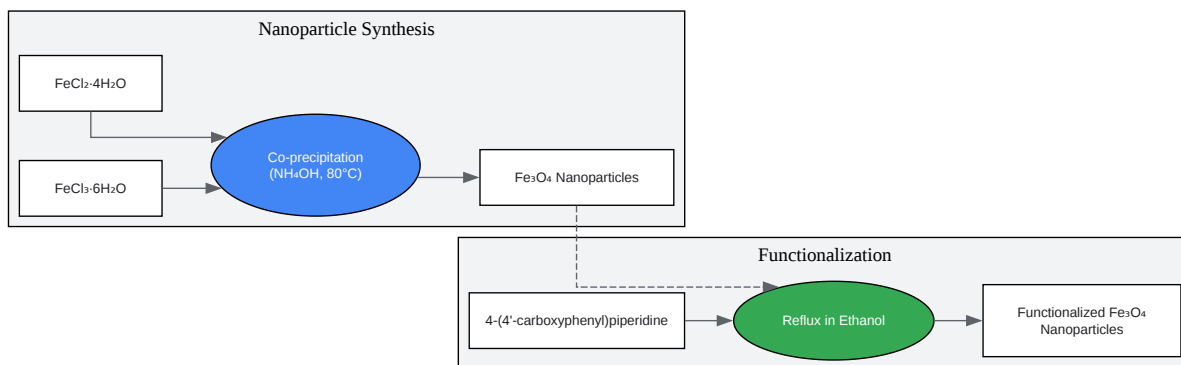 Nanoparticle Synthesis
FeCl₂·4H₂O
FeCl₃·6H₂O
Co-precipitation
(NH₄OH, 80°C)
Fe₃O₄ Nanoparticles
Functionalization
4-(4'-carboxyphenyl)piperidine
Reflux in Ethanol
Functionalized Fe₃O₄
Nanoparticles